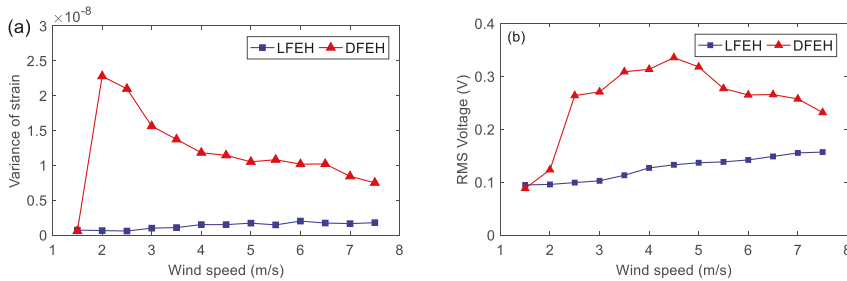 (a)
×10⁻⁸
3
2.5
2
1.5
1
0.5
0
Variance of strain
LFEH DFEH
1 2 3 4 5 6 7 8
Wind speed (m/s)
(b)
0.4
0.3
0.2
0.1
0
RMS Voltage (V)
LFEH DFEH
1 2 3 4 5 6 7 8
Wind speed (m/s)